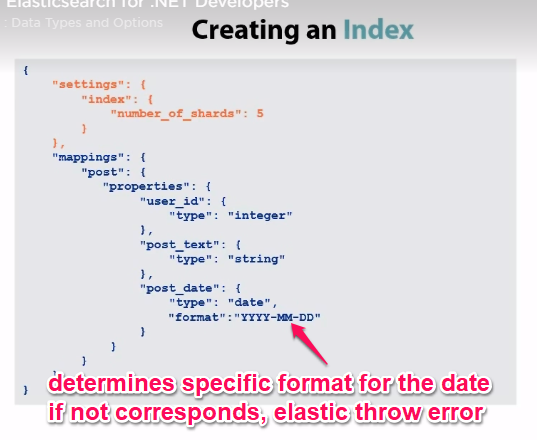 Elasticsearch for .NET Developers
: Data Types and Options
Creating an Index
{
"settings": {
"index": {
"number_of_shards": 5
}
},
"mappings": {
"post": {
"properties": {
"user_id": {
"type": "integer"
},
"post_text": {
"type": "string"
},
"post_date": {
"type": "date",
"format":"YYYY-MM-DD"
}
}
}
}
determines specific format for the date
}
if not corresponds, elastic throw error